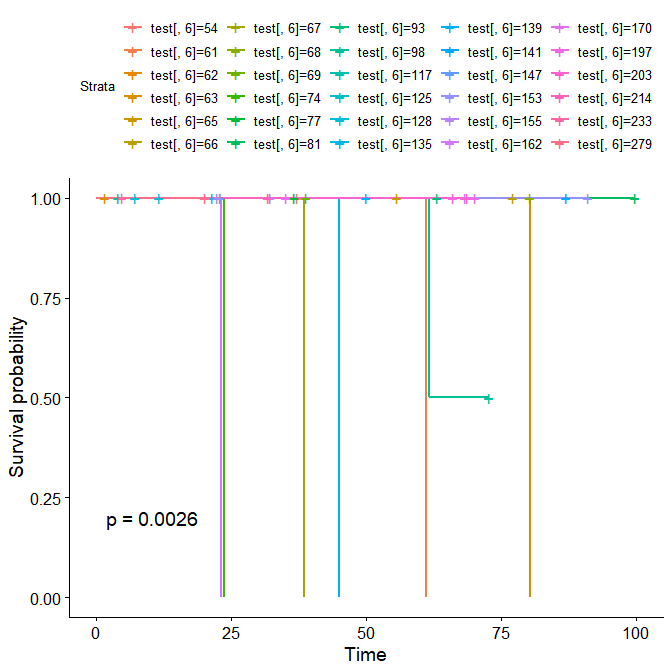 test[, 6]=54 test[, 6]=67 test[, 6]=93 test[, 6]=139 test[, 6]=170
test[, 6]=61 test[, 6]=68 test[, 6]=98 test[, 6]=141 test[, 6]=197
Strata test[, 6]=62 test[, 6]=69 test[, 6]=117 test[, 6]=147 test[, 6]=203
test[, 6]=63 test[, 6]=74 test[, 6]=125 test[, 6]=153 test[, 6]=214
test[, 6]=65 test[, 6]=77 test[, 6]=128 test[, 6]=155 test[, 6]=233
test[, 6]=66 test[, 6]=81 test[, 6]=135 test[, 6]=162 test[, 6]=279
1.00
0.75
Survival probability
0.50
0.25
p = 0.0026
0.00
0 25 50 75 100
Time